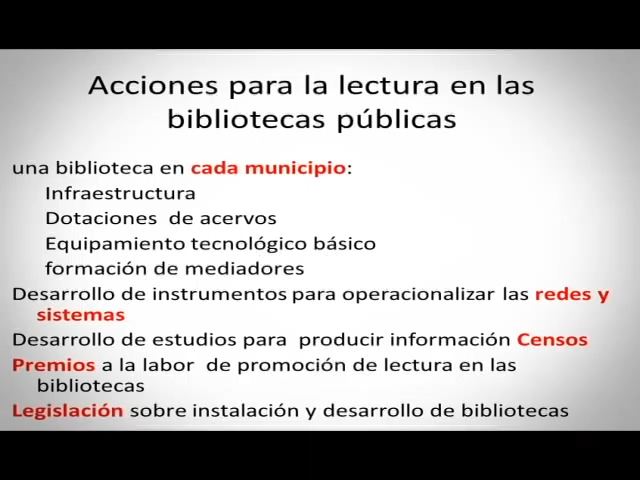 Acciones para la lectura en las
bibliotecas públicas
una biblioteca en cada municipio:
Infraestructura
Dotaciones de acervos
Equipamiento tecnológico básico
formación de mediadores
Desarrollo de instrumentos para operacionalizar las redes y
sistemas
Desarrollo de estudios para producir información Censos
Premios a la labor de promoción de lectura en las
bibliotecas
Legislación sobre instalación y desarrollo de bibliotecas